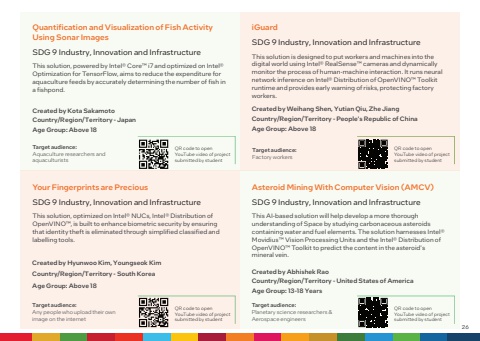 Quantification and Visualization of Fish Activity
Using Sonar Images
SDG 9 Industry, Innovation and Infrastructure
This solution, powered by Intel® Core™ i7 and optimized on Intel®
Optimization for TensorFlow, aims to reduce the expenditure for
aquaculture feeds by accurately determining the number of fish in
a fishpond.
Created by Kota Sakamoto
Country/Region/Territory - Japan
Age Group: Above 18
Target audience:
Aquaculture researchers and
aquaculturists
QR code to open
YouTube video of project
submitted by student
iGuard
SDG 9 Industry, Innovation and Infrastructure
This solution is designed to put workers and machines into the
digital world using Intel® RealSense™ cameras and dynamically
monitor the process of human-machine interaction. It runs neural
network inference on Intel® Distribution of OpenVINO™ Toolkit
runtime and provides early warning of risks, protecting factory
workers.
Created by Weihang Shen, Yutian Qiu, Zhe Jiang
Country/Region/Territory - People's Republic of China
Age Group: Above 18
Target audience:
Factory workers
QR code to open
YouTube video of project
submitted by student
Your Fingerprints are Precious
SDG 9 Industry, Innovation and Infrastructure
This solution, optimized on Intel® NUCs, Intel® Distribution of
OpenVINO™, is built to enhance biometric security by ensuring
that identity theft is eliminated through simplified classified and
labelling tools.
Created by Hyunwoo Kim, Youngseok Kim
Country/Region/Territory - South Korea
Age Group: Above 18
Target audience:
Any people who upload their own
image on the internet
QR code to open
YouTube video of project
submitted by student
Asteroid Mining With Computer Vision (AMCV)
SDG 9 Industry, Innovation and Infrastructure
This AI-based solution will help develop a more thorough
understanding of Space by studying carbonaceous asteroids
containing water and fuel elements. The solution harnesses Intel®
Movidius™ Vision Processing Units and the Intel® Distribution of
OpenVINO™ Toolkit to predict the content in the asteroid's
mineral vein.
Created by Abhishek Rao
Country/Region/Territory - United States of America
Age Group: 13-18 Years
Target audience:
Planetary science researchers &
Aerospace engineers
QR code to open
YouTube video of project
submitted by student
26